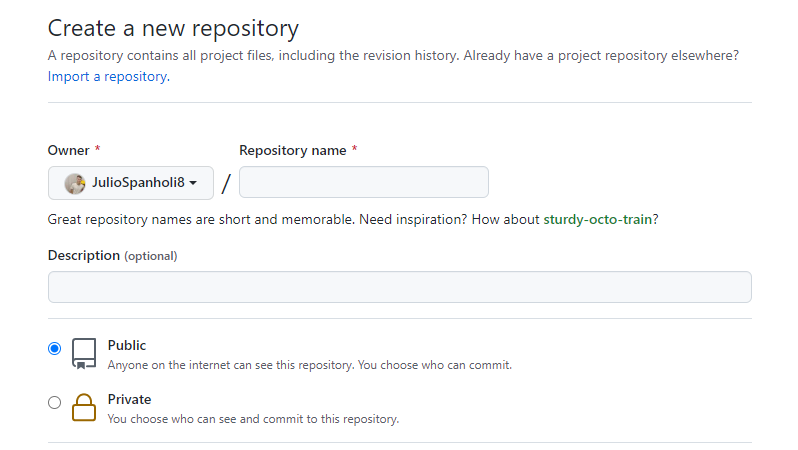 Create a new repository
A repository contains all project files, including the revision history. Already have a project repository elsewhere?
Import a repository.
Owner * Repository name *
JulioSpanholi8 /
Great repository names are short and memorable. Need inspiration? How about sturdy-octo-train?
Description (optional)
Public
Anyone on the internet can see this repository. You choose who can commit.
Private
You choose who can see and commit to this repository.